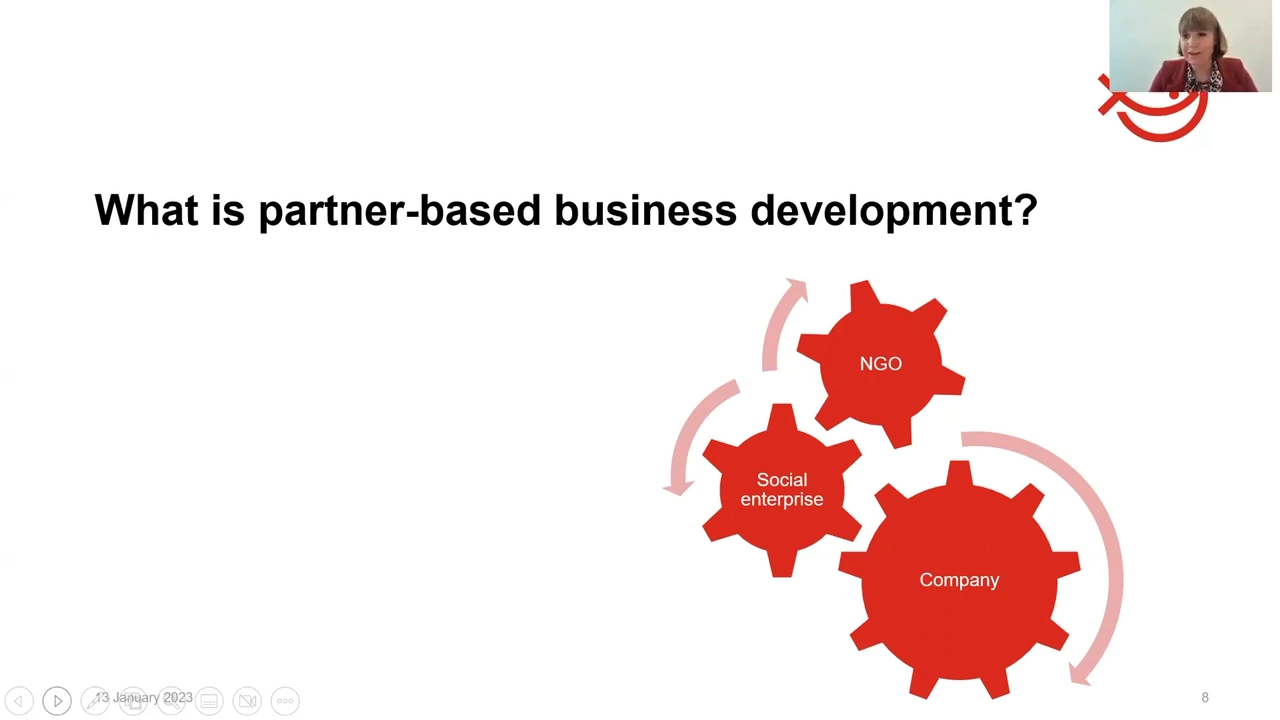 What is partner-based business development?
NGO
Social
enterprise
Company
13 January 2023
8